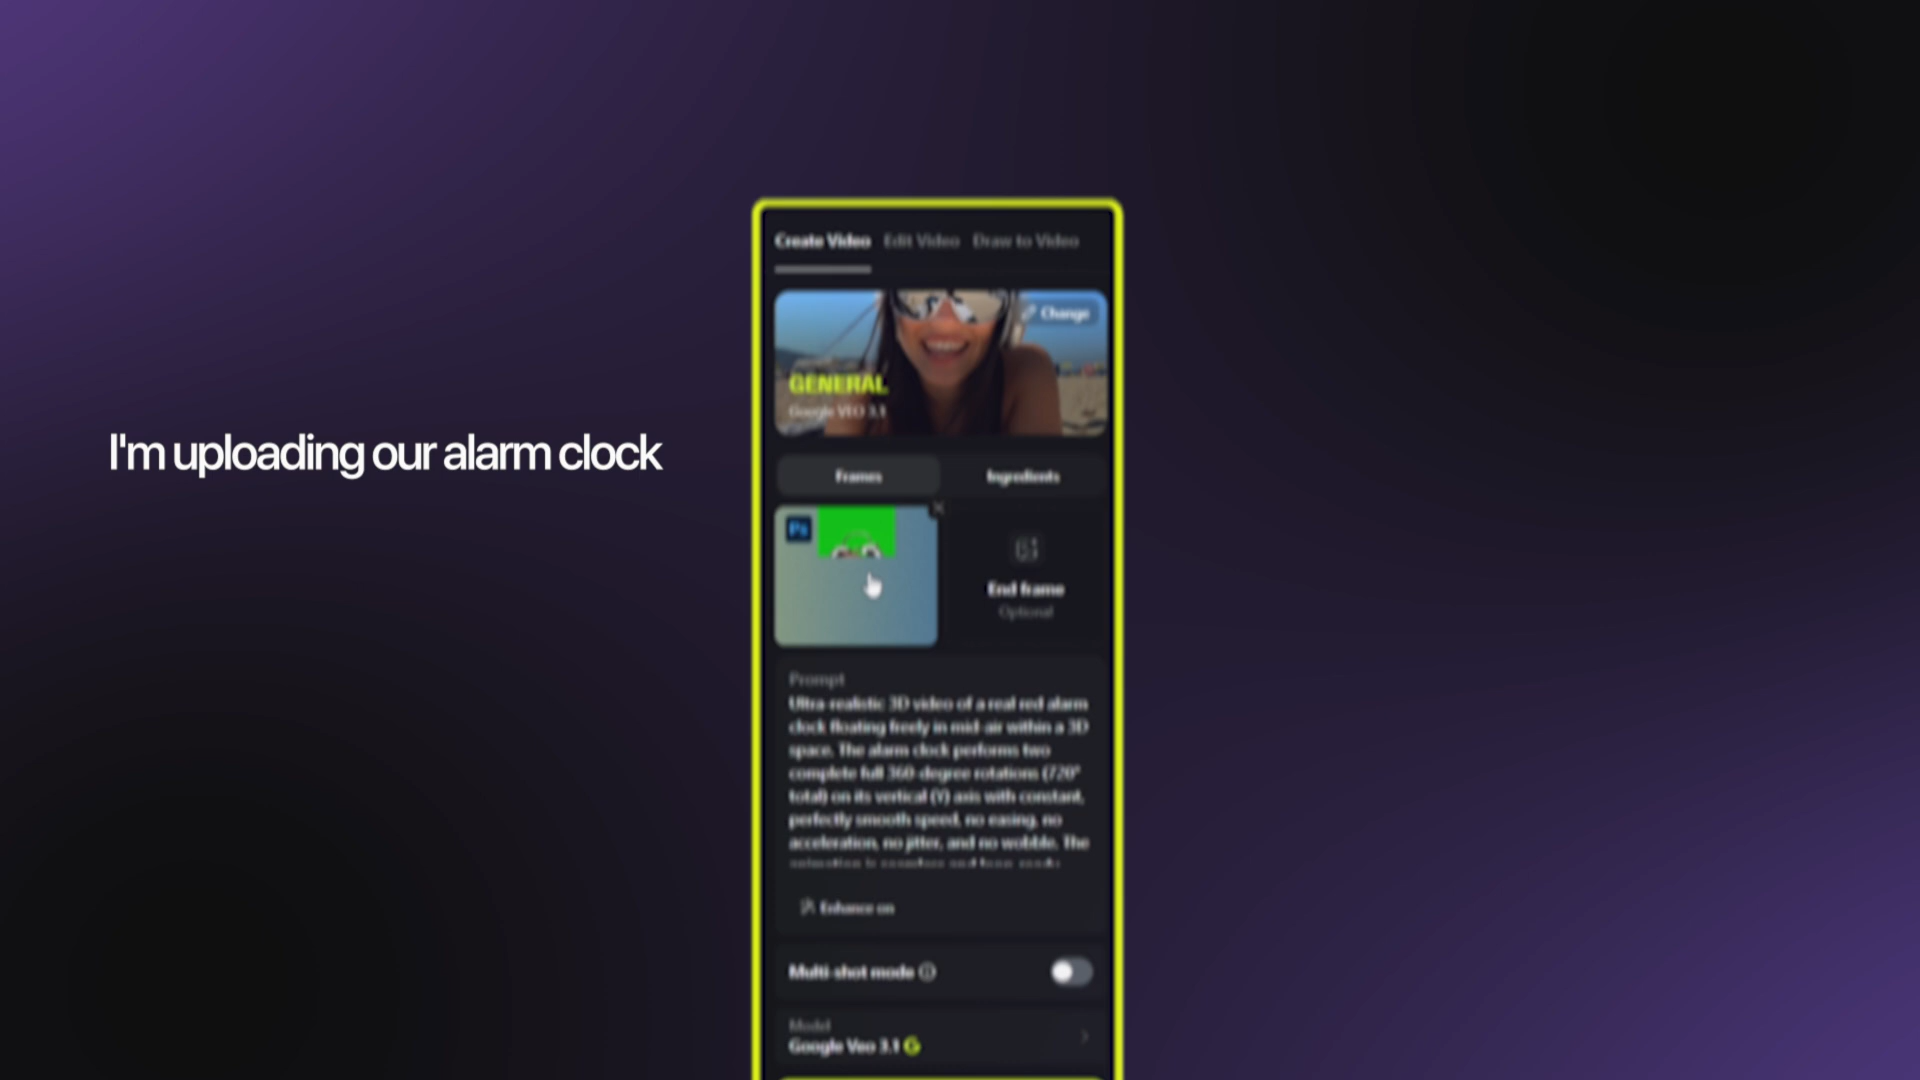 I'm uploading our alarm clock
Create Video Edit Video Draw to Video
Change
GENERAL
Google VEO 3.1
Frames Ingredients
Ps
End frame
Optional
Prompt
Ultra-realistic 3D video of a real red alarm
clock floating freely in mid-air within a 3D
space. The alarm clock performs two
complete full 360-degree rotations (720°
total) on its vertical (Y) axis with constant,
perfectly smooth speed, no easing, no
acceleration, no jitter, and no wobble. The
Enhance on
Multi-shot mode
Model
Google Veo 3.1